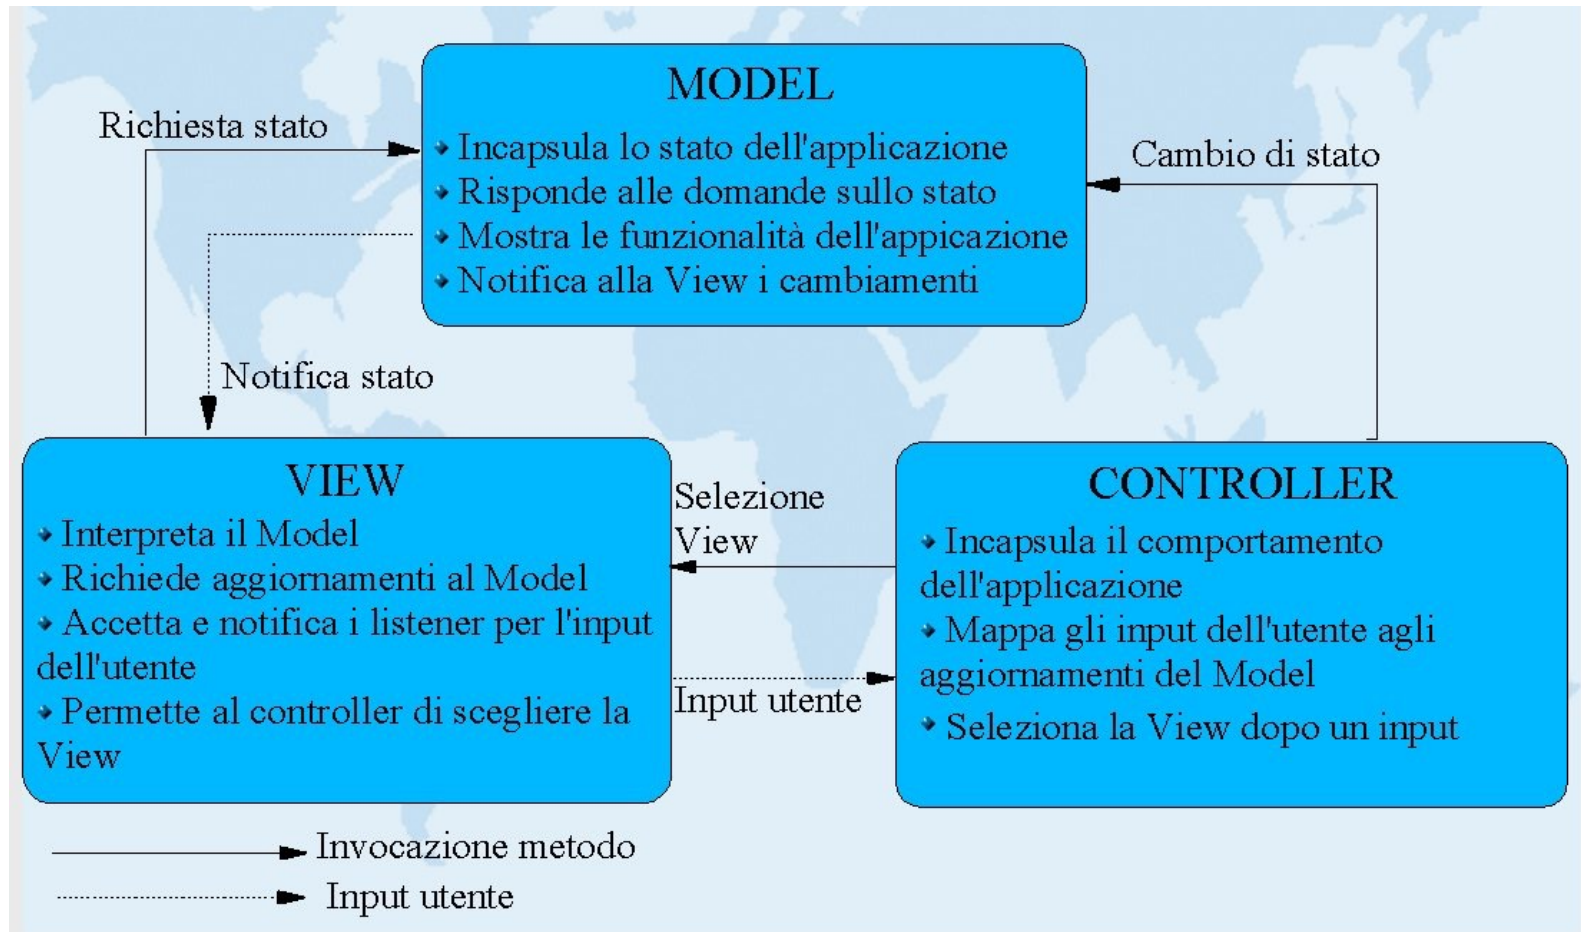 MODEL
Incapsula lo stato dell'applicazione
Risponde alle domande sullo stato
Mostra le funzionalità dell'appicazione
Notifica alla View i cambiamenti
Richiesta stato
Cambio di stato
Notifica stato
VIEW
Interpreta il Model
Richiede aggiornamenti al Model
Accetta e notifica i listener per l'input
dell'utente
Permette al controller di scegliere la
View
Selezione
View
Input utente
CONTROLLER
Incapsula il comportamento
dell'applicazione
Mappa gli input dell'utente agli
aggiornamenti del Model
Seleziona la View dopo un input
Invocazione metodo
Input utente